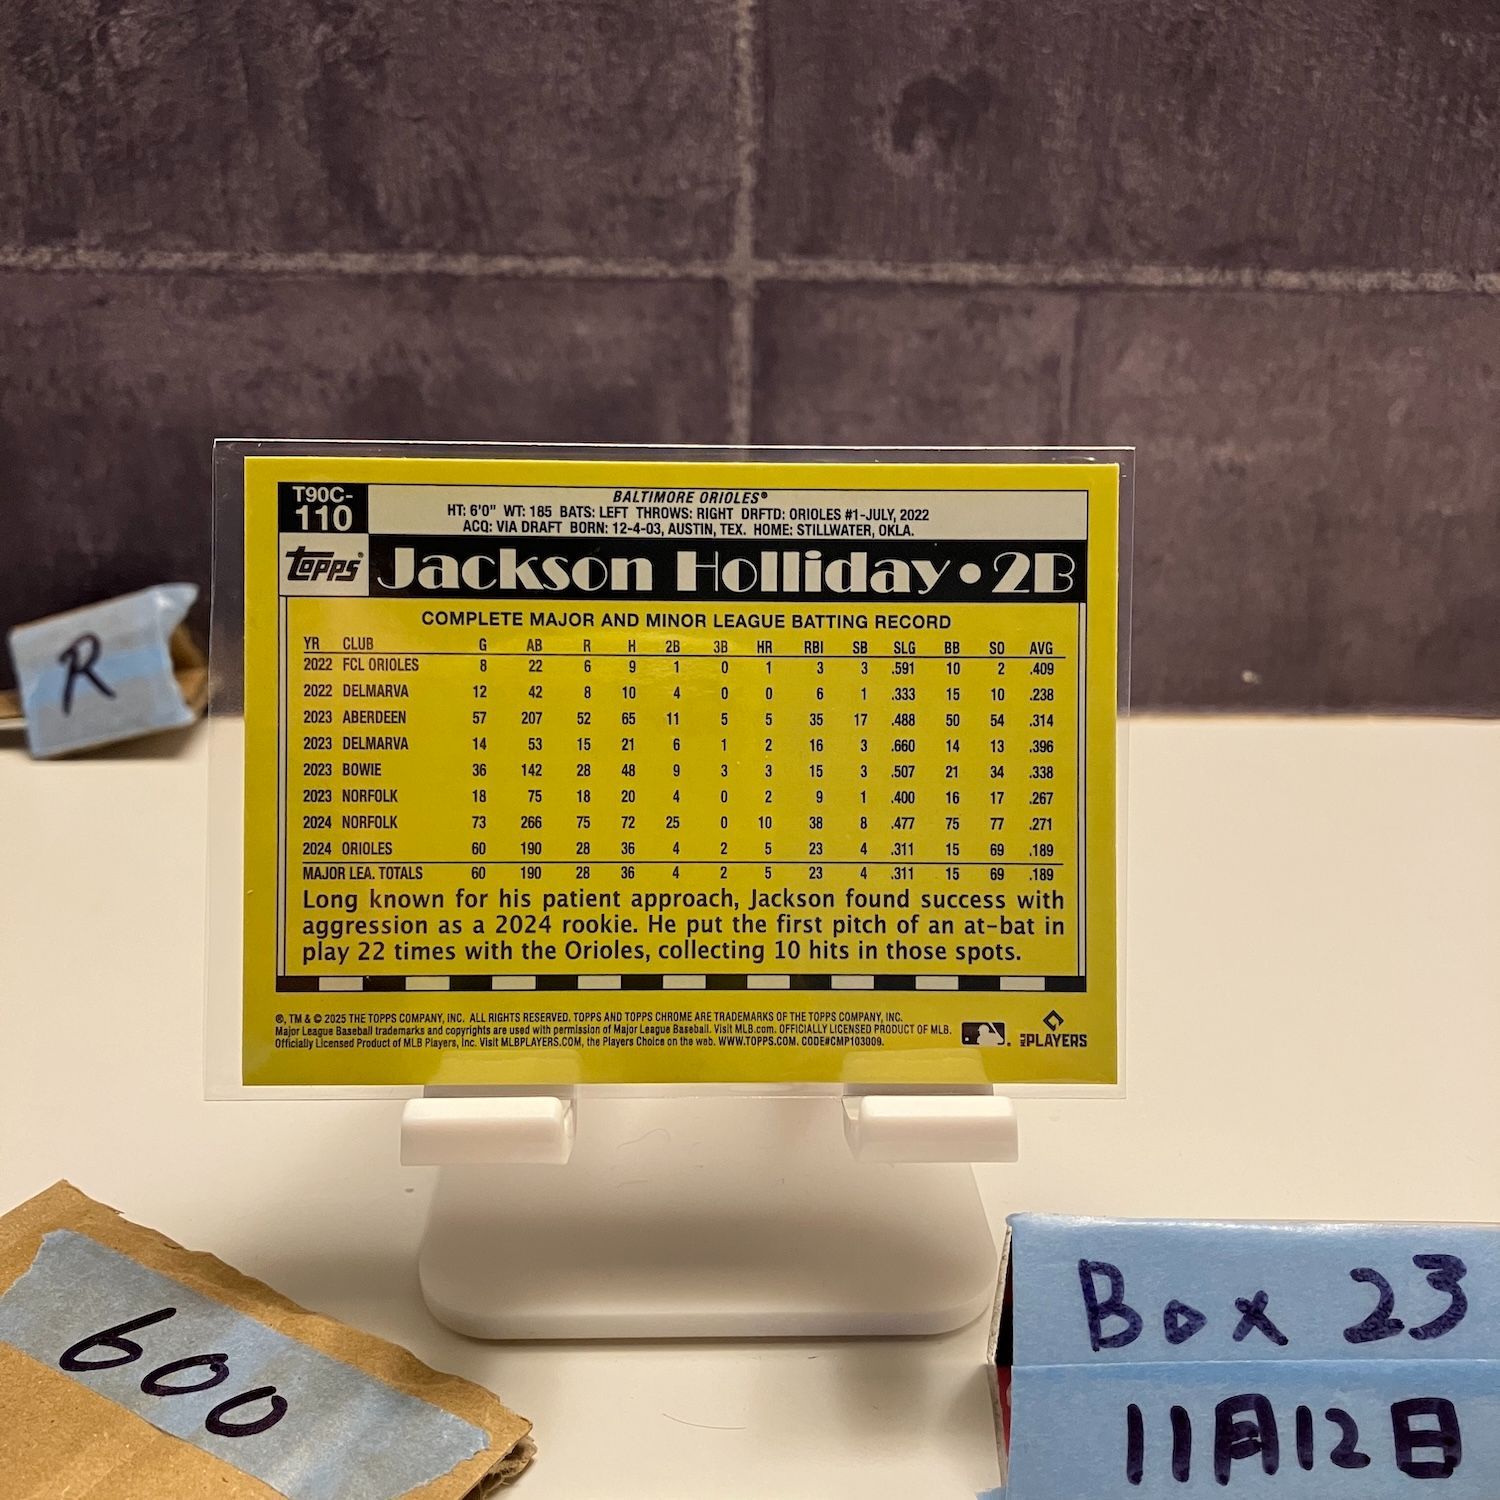 T90C-
110
BALTIMORE ORIOLES®
HT: 6'0" WT: 185 BATS: LEFT THROWS: RIGHT DRFTD: ORIOLES #1-JULY, 2022
ACQ: VIA DRAFT BORN: 12-4-03, AUSTIN, TEX. HOME: STILLWATER, OKLA.
topps® Jackson Holliday • 2B
COMPLETE MAJOR AND MINOR LEAGUE BATTING RECORD
YR CLUB G AB R H 2B 3B HR RBI SB SLG BB SO AVG
2022 FCL ORIOLES 8 22 6 9 1 0 1 3 3 .591 10 2 .409
2022 DELMARVA 12 42 8 10 4 0 0 6 1 .333 15 10 .238
2023 ABERDEEN 57 207 52 65 11 5 5 35 17 .488 50 54 .314
2023 DELMARVA 14 53 15 21 6 1 2 16 3 .660 14 13 .396
2023 BOWIE 36 142 28 48 9 3 3 15 3 .507 21 34 .338
2023 NORFOLK 18 75 18 20 4 0 2 9 1 .400 16 17 .267
2024 NORFOLK 73 266 75 72 25 0 10 38 8 .477 75 77 .271
2024 ORIOLES 60 190 28 36 4 2 5 23 4 .311 15 69 .189
MAJOR LEA. TOTALS 60 190 28 36 4 2 5 23 4 .311 15 69 .189
Long known for his patient approach, Jackson found success with
aggression as a 2024 rookie. He put the first pitch of an at-bat in
play 22 times with the Orioles, collecting 10 hits in those spots.
®, TM & © 2025 THE TOPPS COMPANY, INC. ALL RIGHTS RESERVED. TOPPS AND TOPPS CHROME ARE TRADEMARKS OF THE TOPPS COMPANY, INC.
Major League Baseball trademarks and copyrights are used with permission of Major League Baseball. Visit MLB.com. OFFICIALLY LICENSED PRODUCT OF MLB.
Officially Licensed Product of MLB Players, Inc. Visit MLBPLAYERS.COM, the Players Choice on the web. WWW.TOPPS.COM. CODE#CMP103009.
MLB PLAYERS
R
600
Box 23
11月12日